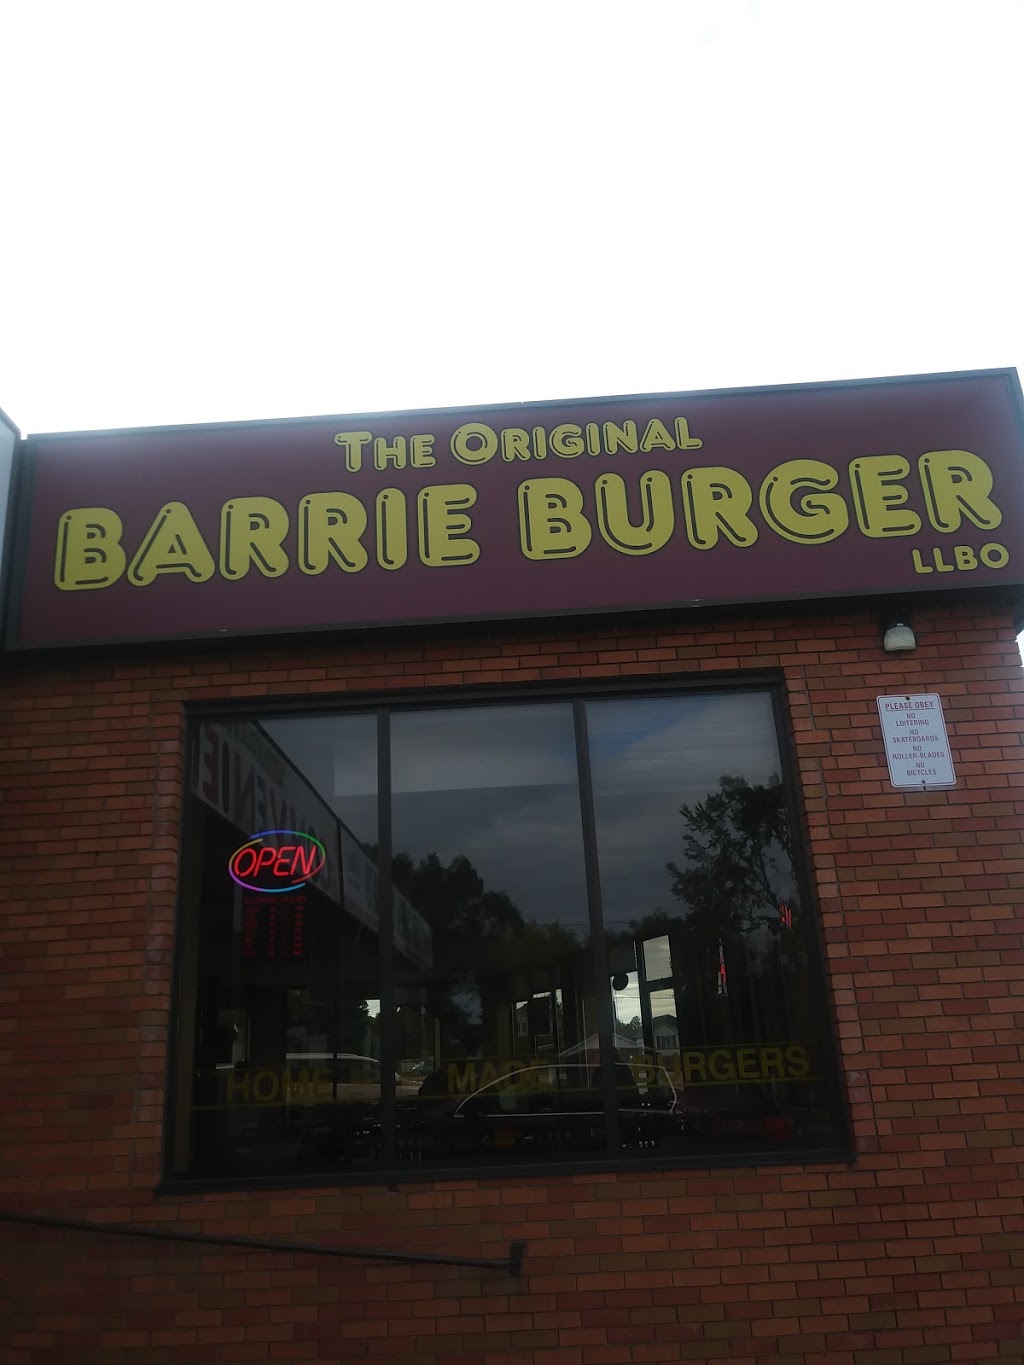 The Original
BARRIE BURGER
LLBO
PLEASE OBEY
NO
LOITERING
NO
SKATEBOARDS
NO
ROLLER-BLADES
NO
BICYCLES
OPEN
HOME MADE BURGERS